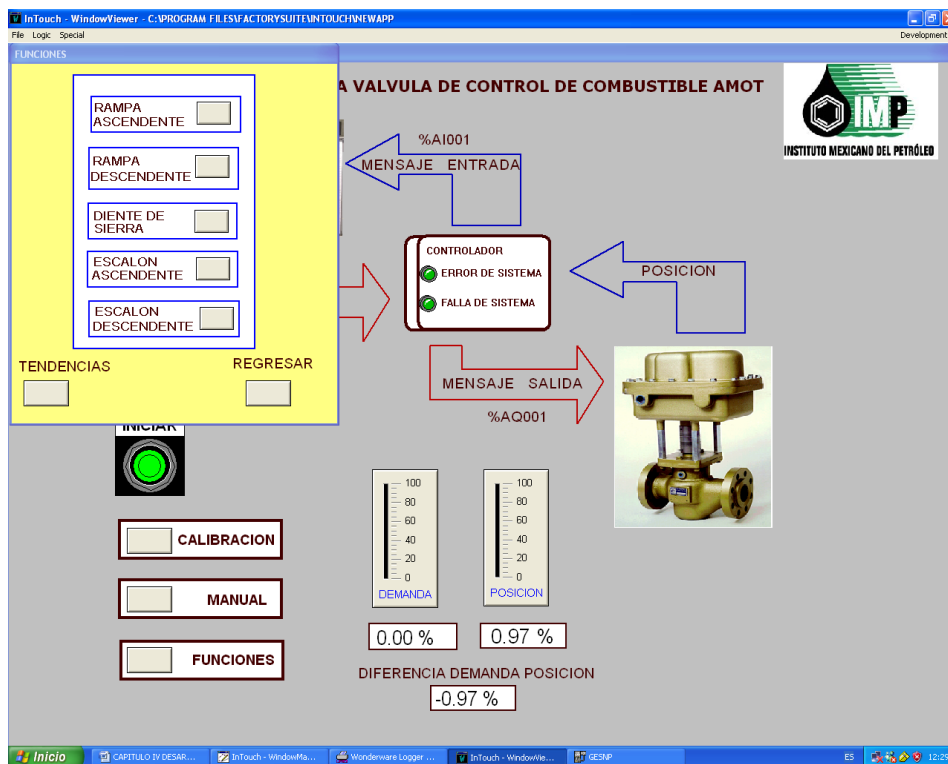 InTouch - WindowViewer - C:\PROGRAM FILES\FACTORYSUITE\INTOUCH\NEWAPP
File Logic Special Development
FUNCIONES
A VALVULA DE CONTROL DE COMBUSTIBLE AMOT
IMP
INSTITUTO MEXICANO DEL PETRÓLEO
RAMPA
ASCENDENTE
RAMPA
DESCENDENTE
DIENTE DE
SIERRA
ESCALON
ASCENDENTE
ESCALON
DESCENDENTE
TENDENCIAS
REGRESAR
%AI001
MENSAJE ENTRADA
CONTROLADOR
ERROR DE SISTEMA
FALLA DE SISTEMA
POSICION
MENSAJE SALIDA
%AQ001
INICIAR
CALIBRACION
MANUAL
FUNCIONES
100
80
60
40
20
0
DEMANDA
100
80
60
40
20
0
POSICION
0.00 %
0.97 %
DIFERENCIA DEMANDA POSICION
-0.97 %
Inicio
CAPITULO IV DESAR...
InTouch - WindowMa...
Wonderware Logger ...
InTouch - WindowVie...
GESNP
ES
12:29